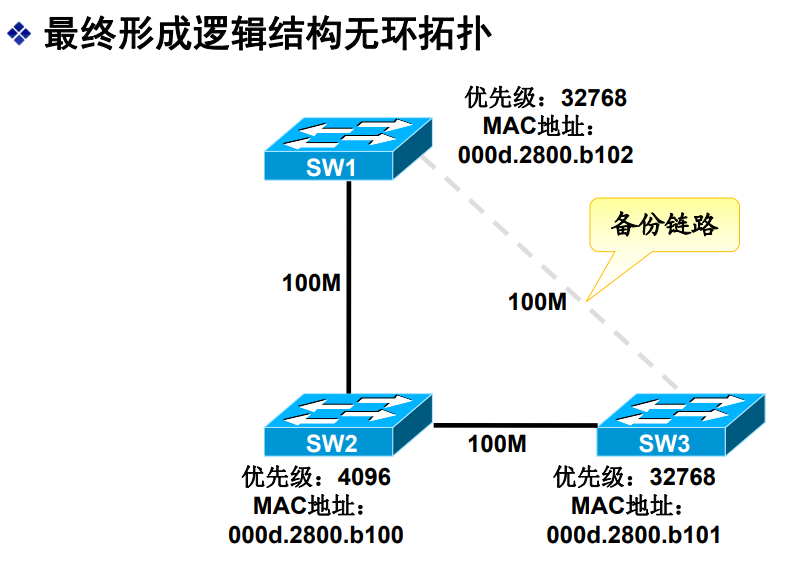 最终形成逻辑结构无环拓扑
优先级：32768
MAC地址：
000d.2800.b102
SW1
备份链路
100M
100M
SW2
100M
SW3
优先级：4096
MAC地址：
000d.2800.b100
优先级：32768
MAC地址：
000d.2800.b101